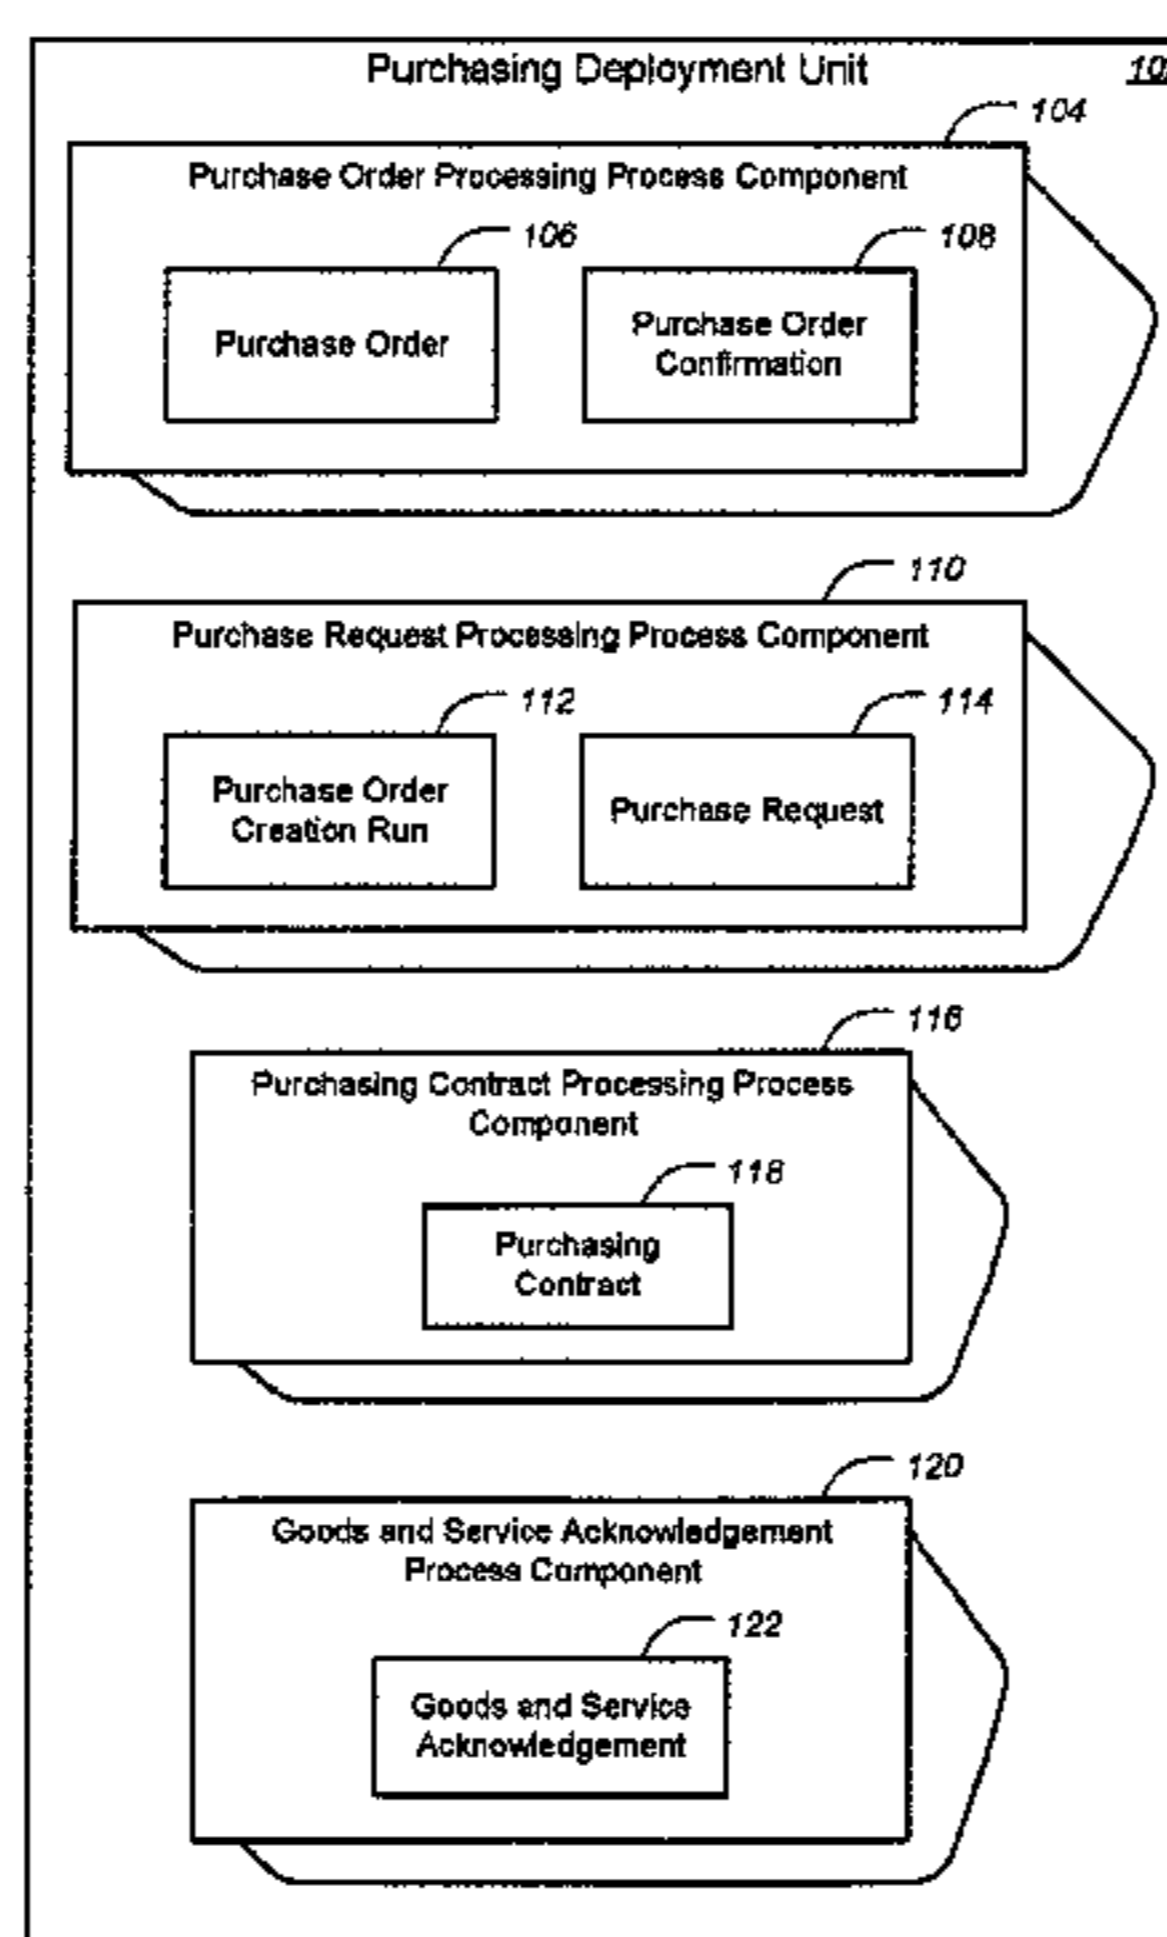 Purchasing Deployment Unit
104
Purchase Order Processing Process Component
106
108
Purchase Order
Purchase Order
Confirmation
110
Purchase Request Processing Process Component
112
114
Purchase Order
Creation Run
Purchase Request
116
Purchasing Contract Processing Process
Component
118
Purchasing
Contract
120
Goods and Service Acknowledgement
Process Component
122
Goods and Service
Acknowledgement